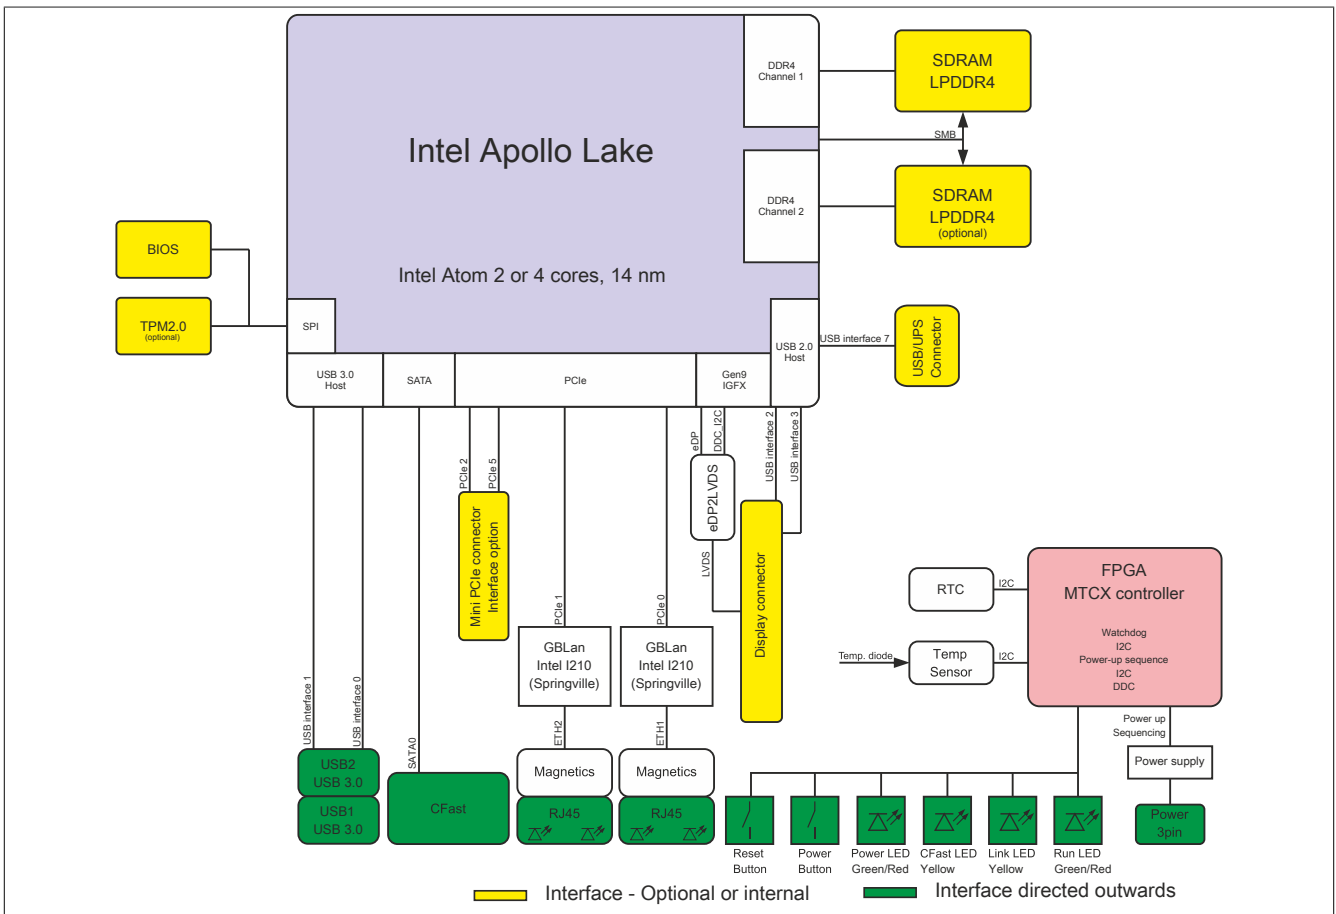 DDR4
Channel 1
SDRAM
LPDDR4
Intel Apollo Lake
SMB
DDR4
Channel 2
SDRAM
LPDDR4
(optional)
BIOS
Intel Atom 2 or 4 cores, 14 nm
TPM2.0
(optional)
SPI
USB 2.0
Host
USB interface 7
USB/UPS
Connector
USB 3.0
Host
SATA
PCIe
Gen9
IGFX
eDP
DDC_I2C
USB interface 2
USB interface 3
PCIe 2
PCIe 5
eDP2LVDS
Mini PCIe connector
Interface option
LVDS
Display connector
PCIe 1
PCIe 0
FPGA
MTCX controller
RTC
I2C
Watchdog
I2C
Power-up sequence
I2C
DDC
Temp. diode
Temp
Sensor
I2C
GBLan
Intel I210
(Springville)
GBLan
Intel I210
(Springville)
USB interface 1
USB interface 0
SATA0
ETH2
ETH1
Power up
Sequencing
Power supply
USB2
USB 3.0
USB1
USB 3.0
CFast
Magnetics
RJ45
Magnetics
RJ45
Power
3pin
Reset
Button
Power
Button
Power LED
Green/Red
CFast LED
Yellow
Link LED
Yellow
Run LED
Green/Red
Interface - Optional or internal
Interface directed outwards